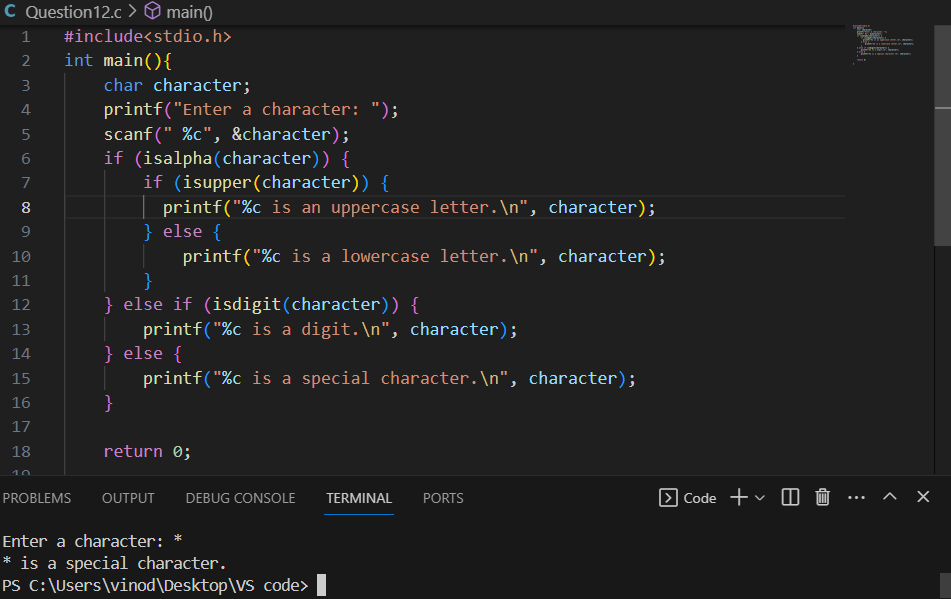 C Question12.c > main()
1 #include<stdio.h>
2 int main(){
3 char character;
4 printf("Enter a character: ");
5 scanf(" %c", &character);
6 if (isalpha(character)) {
7 if (isupper(character)) {
8 printf("%c is an uppercase letter.\n", character);
9 } else {
10 printf("%c is a lowercase letter.\n", character);
11 }
12 } else if (isdigit(character)) {
13 printf("%c is a digit.\n", character);
14 } else {
15 printf("%c is a special character.\n", character);
16 }
17
18 return 0;
19
PROBLEMS OUTPUT DEBUG CONSOLE TERMINAL PORTS Code
Enter a character: *
* is a special character.
PS C:\Users\vinod\Desktop\VS code>